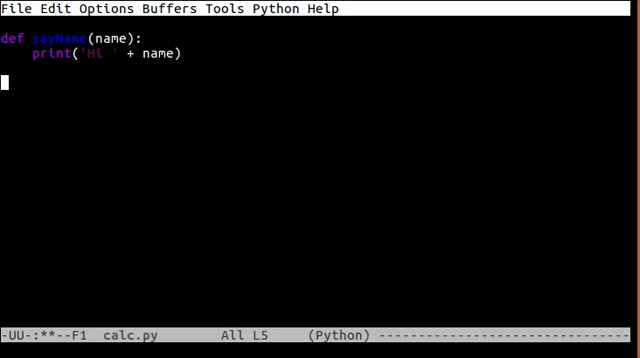 File Edit Options Buffers Tools Python Help
def sayName(name):
    print('Hi ' + name)
-UU-:**--F1  calc.py        All L5     (Python) --------------------------------